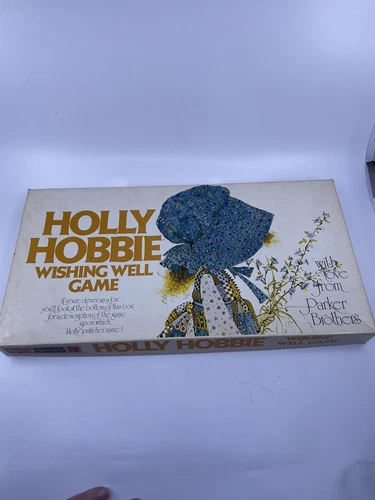 HOLLY
HOBBIE
WISHING WELL
GAME
If you're clever as a fox
you'll look at the bottom of this box
for a description of the game
upon which
Holly puts her name!
with
love
from
Parker
Brothers
HOLLY HOBBIE
WISHING
WELL GAME